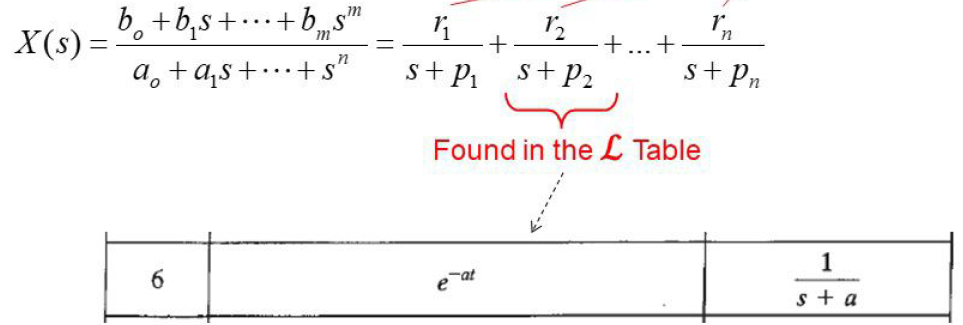 X(s) = \frac{b_o + b_1 s + \cdots + b_m s^m}{a_o + a_1 s + \cdots + s^n} = \frac{r_1}{s + p_1} + \frac{r_2}{s + p_2} + \ldots + \frac{r_n}{s + p_n}
Found in the ℒ Table
6 e^{-at} \frac{1}{s + a}